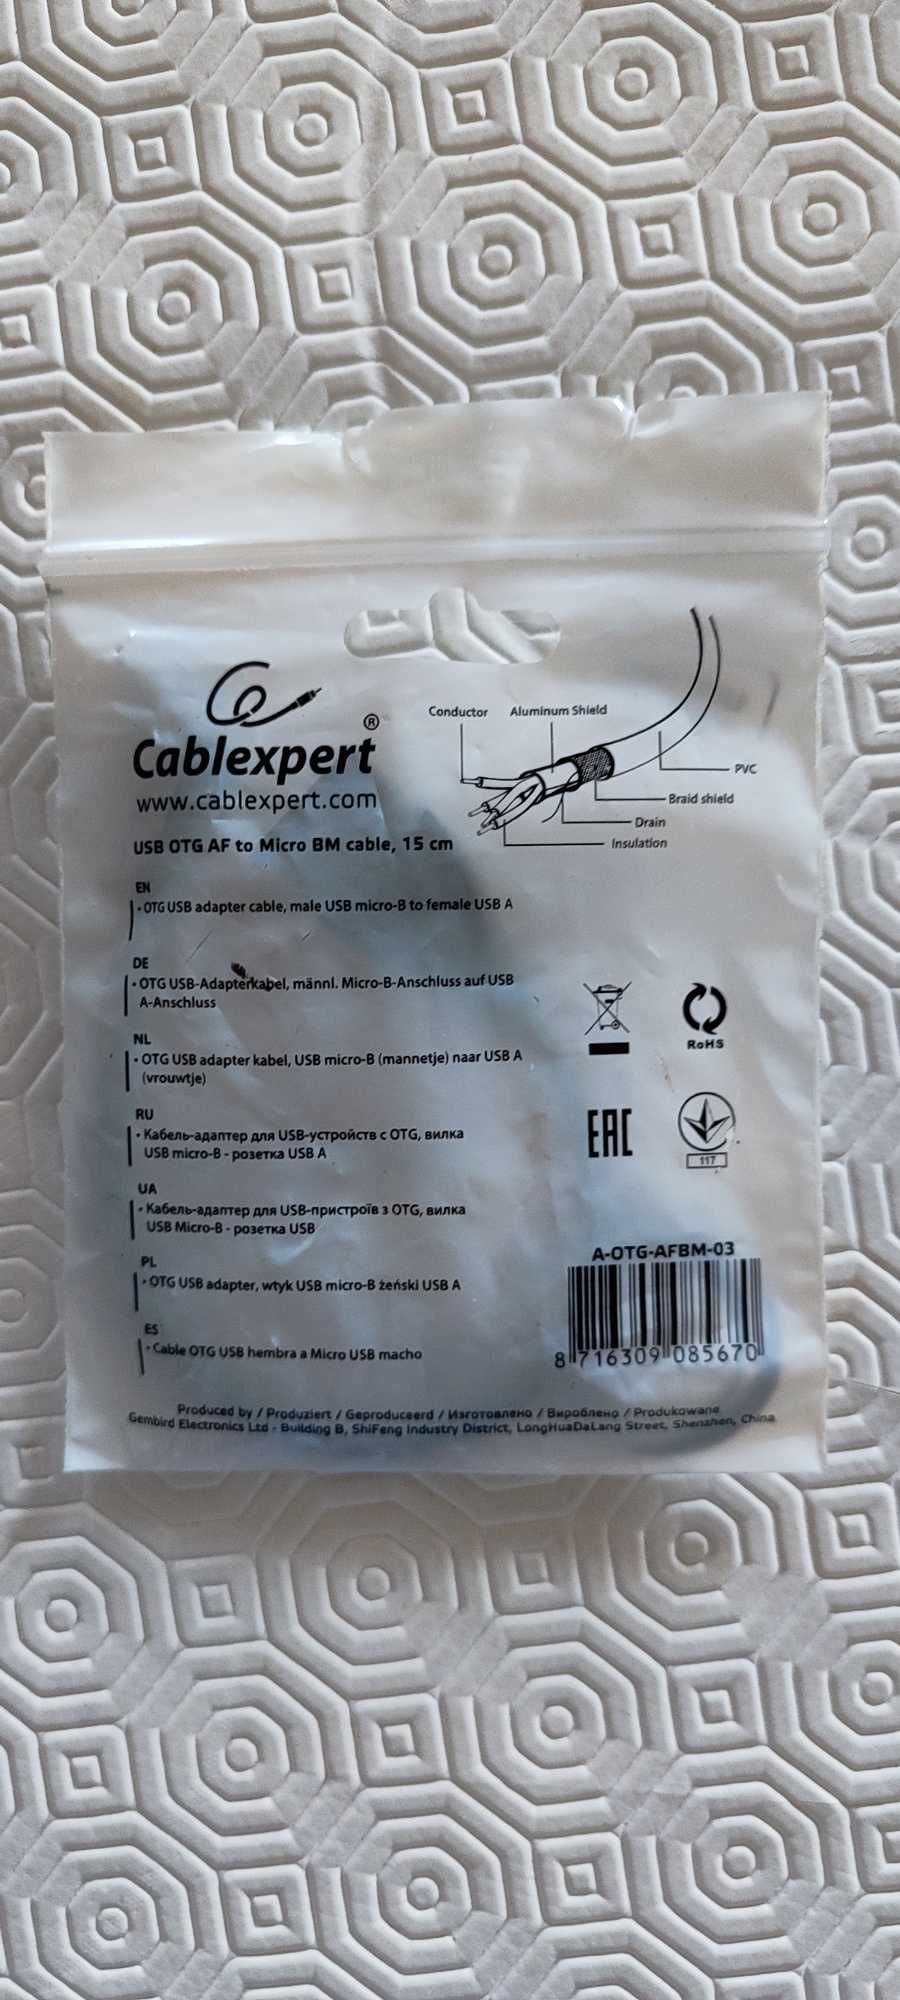 Conductor
Aluminum Shield
PVC
Braid shield
Drain
Insulation
Cablexpert®
www.cablexpert.com
USB OTG AF to Micro BM cable, 15 cm
EN
• OTG USB adapter cable, male USB micro-B to female USB A
DE
• OTG USB-Adapterkabel, männl. Micro-B-Anschluss auf USB
A-Anschluss
NL
• OTG USB adapter kabel, USB micro-B (mannetje) naar USB A
(vrouwtje)
RU
• Кабель-адаптер для USB-устройств с OTG, вилка
USB micro-B - розетка USB A
UA
• Кабель-адаптер для USB-пристроїв з OTG, вилка
USB Micro-B - розетка USB
PL
• OTG USB adapter, wtyk USB micro-B żeński USB A
ES
• Cable OTG USB hembra a Micro USB macho
RoHS
EAC
117
A-OTG-AFBM-03
8 716309 085670
Produced by / Produziert / Geproduceerd / Изготовлено / Вироблено / Produkowane
Gembird Electronics Ltd - Building B, ShiFeng Industry District, LongHuaDaLang Street, Shenzhen, China